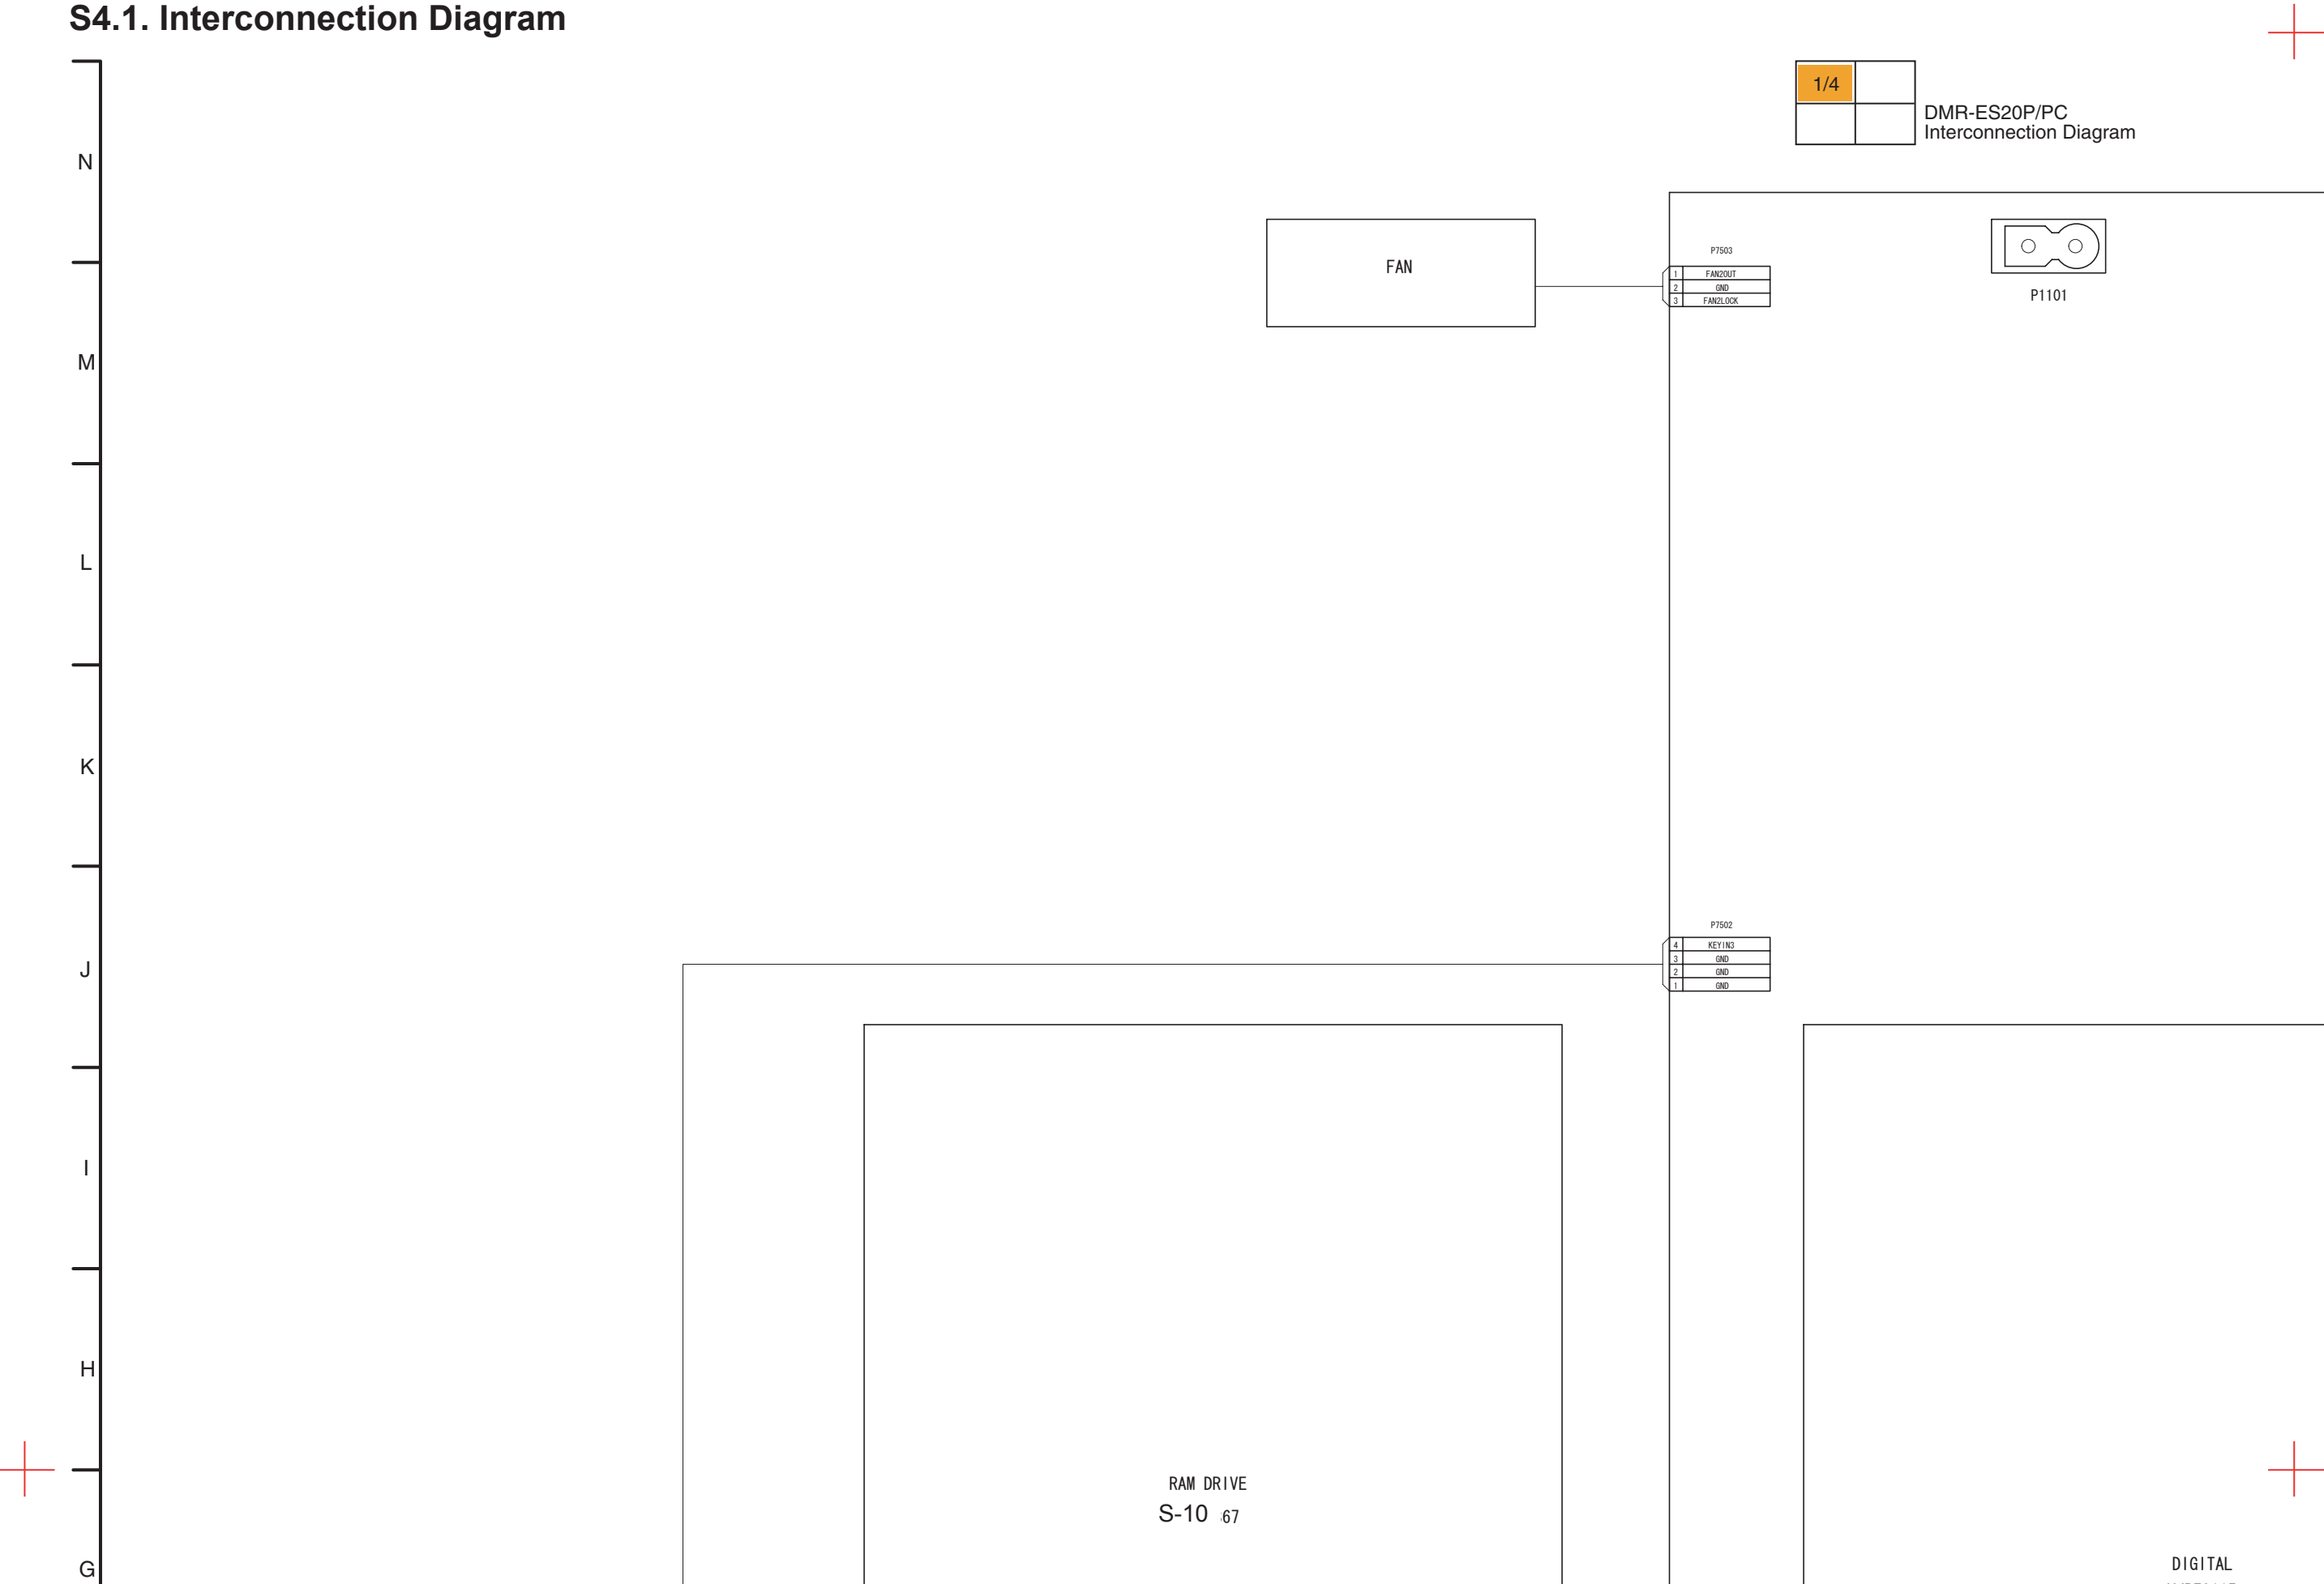 S4.1. Interconnection Diagram
1/4
DMR-ES20P/PC
Interconnection Diagram
N
FAN
P7503
1 FAN2OUT
2 GND
3 FAN2LOCK
P1101
M
L
K
P7502
4 KEYIN3
3 GND
2 GND
1 GND
J
I
H
RAM DRIVE
S-10 67
G
DIGITAL